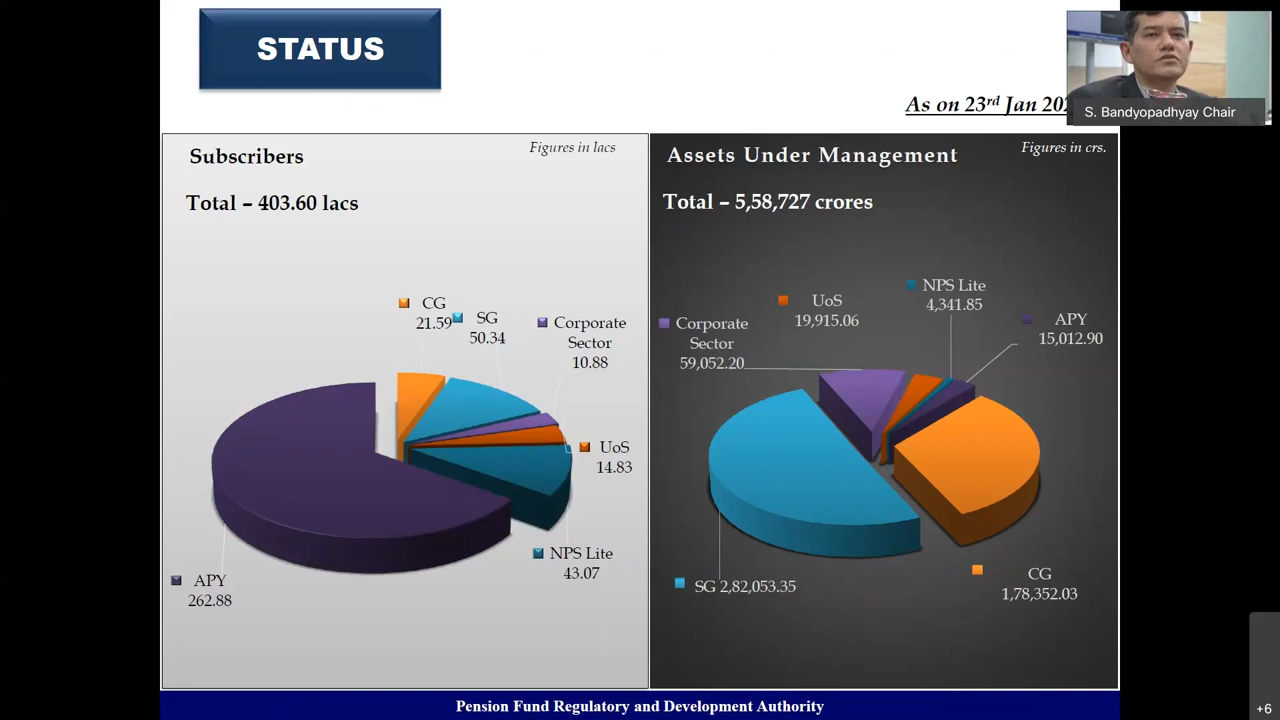 STATUS
As on 23rd Jan
S. Bandyopadhyay Chair
Subscribers
Figures in lacs
Total – 403.60 lacs
CG
21.59
SG
50.34
Corporate
Sector
10.88
UoS
14.83
NPS Lite
43.07
APY
262.88
Assets Under Management
Figures in crs.
Total – 5,58,727 crores
NPS Lite
4,341.85
UoS
19,915.06
APY
15,012.90
Corporate
Sector
59,052.20
CG
1,78,352.03
SG 2,82,053.35
Pension Fund Regulatory and Development Authority
+6